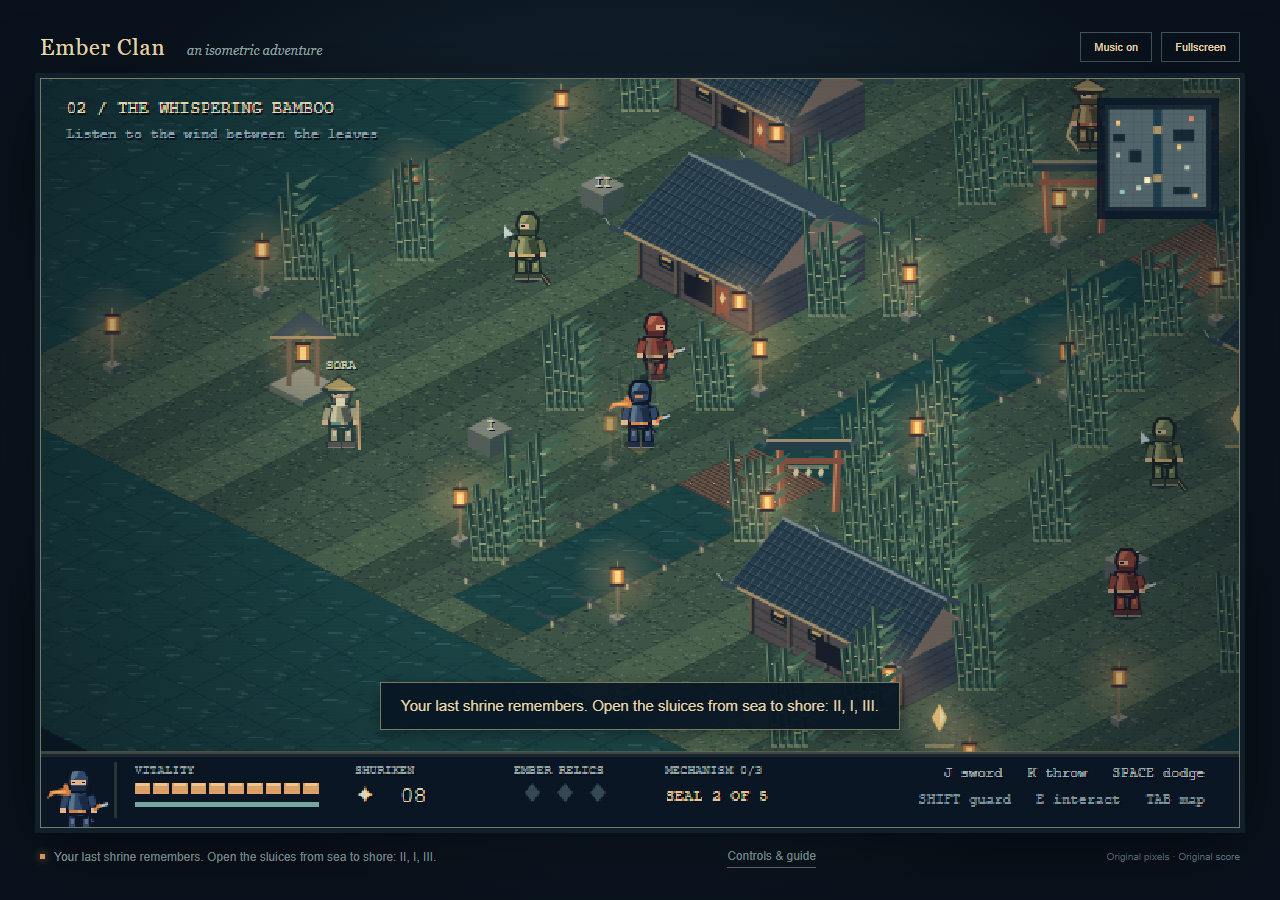 Ember Clan an isometric adventure
Music on Fullscreen
02 / THE WHISPERING BAMBOO
Listen to the wind between the leaves
II
SORA
I
Your last shrine remembers. Open the sluices from sea to shore: II, I, III.
VITALITY SHURIKEN EMBER RELICS MECHANISM 0/3 J sword K throw SPACE dodge
08 SEAL 2 OF 5 SHIFT guard E interact TAB map
Your last shrine remembers. Open the sluices from sea to shore: II, I, III. Controls & guide Original pixels · Original score